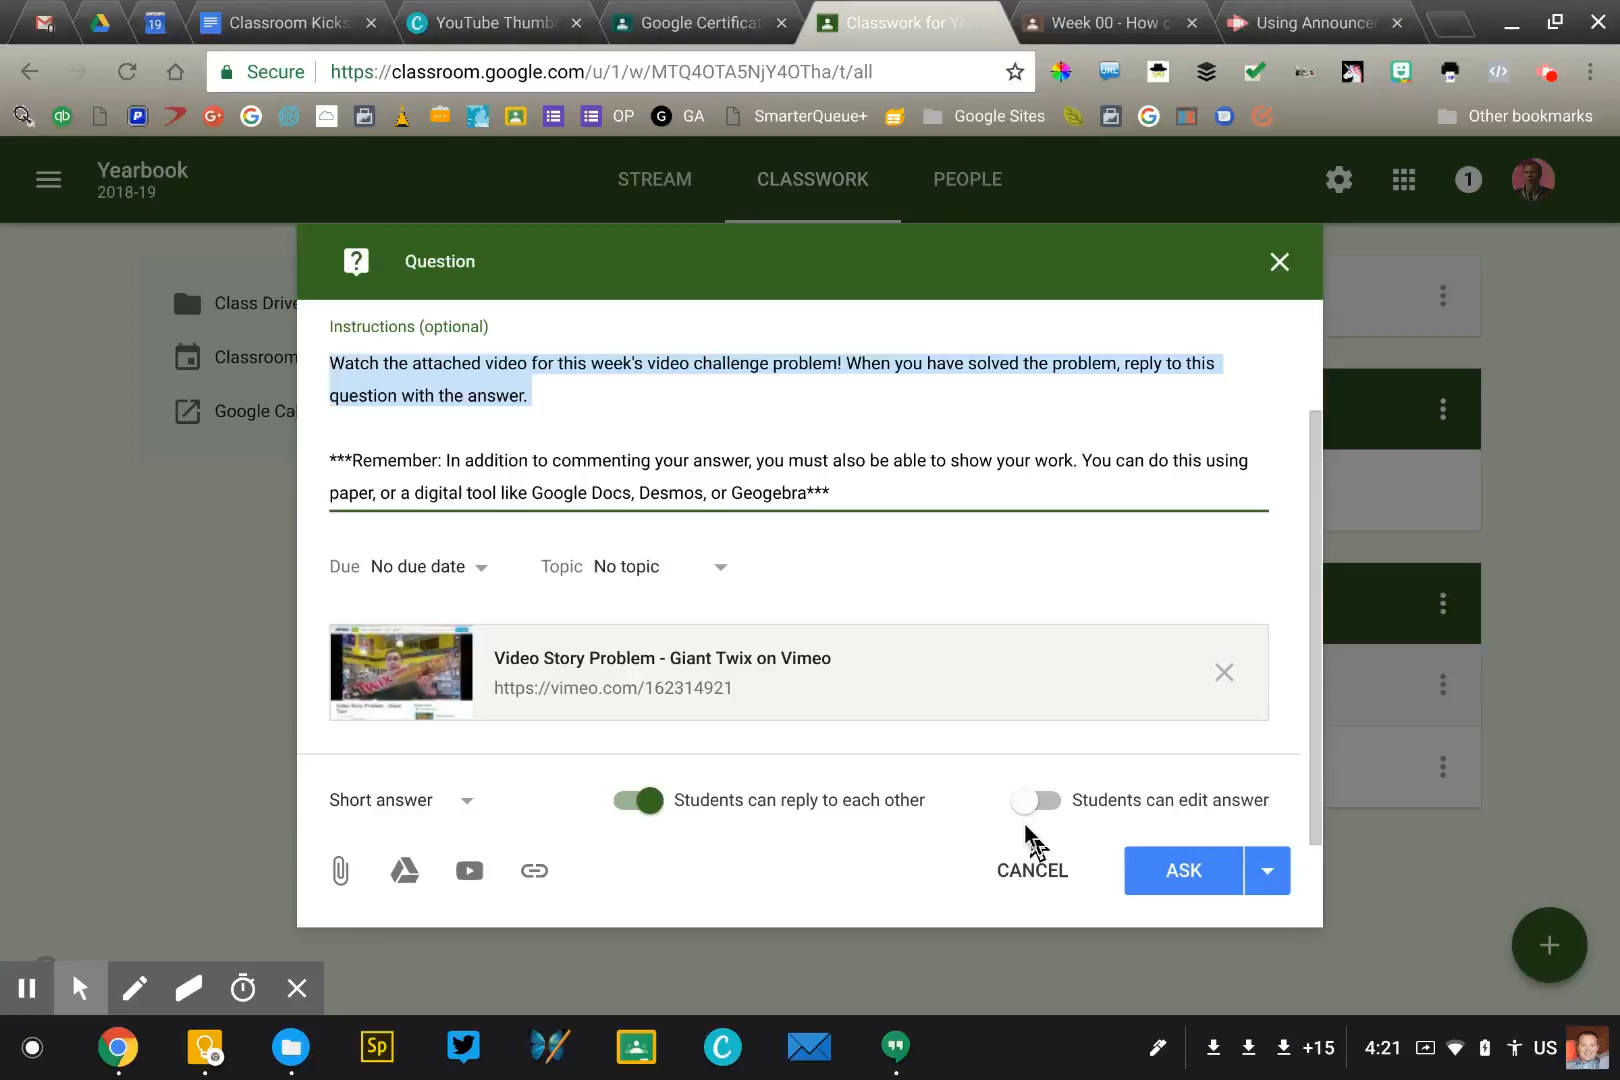 19
Classroom Kicks
YouTube Thumb
Google Certifica
Classwork for Ye
Week 00 - How c
Using Announcer
Secure
https://classroom.google.com/u/1/w/MTQ4OTA5NjY4OTha/t/all
OP
GA
SmarterQueue+
Google Sites
Other bookmarks
Yearbook
2018-19
STREAM
CLASSWORK
PEOPLE
1
Class Drive
Classroom
Google Ca
Question
Instructions (optional)
Watch the attached video for this week's video challenge problem! When you have solved the problem, reply to this
question with the answer.
***Remember: In addition to commenting your answer, you must also be able to show your work. You can do this using
paper, or a digital tool like Google Docs, Desmos, or Geogebra***
Due No due date
Topic No topic
Video Story Problem - Giant Twix on Vimeo
https://vimeo.com/162314921
Short answer
Students can reply to each other
Students can edit answer
CANCEL
ASK
Sp
+15
4:21
US